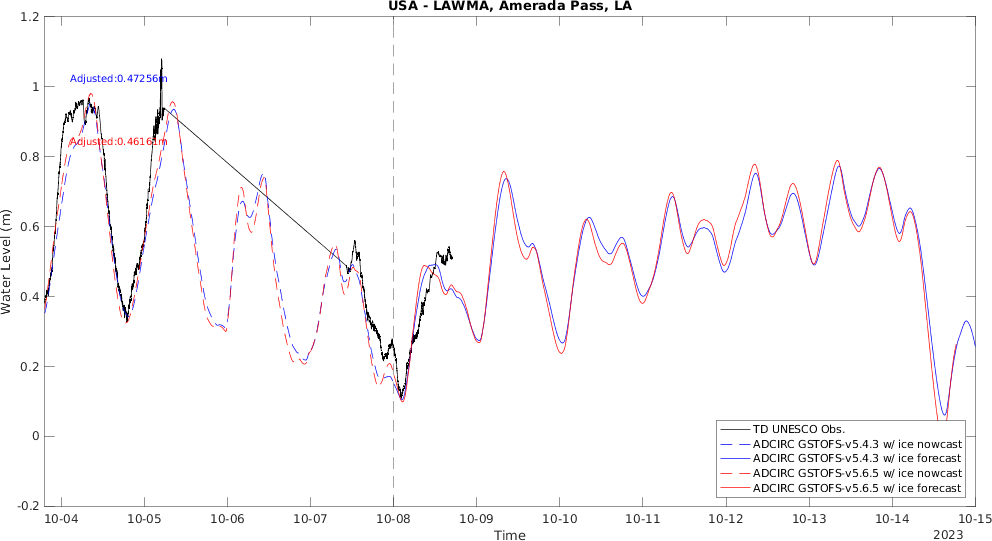 USA - LAWMA, Amerada Pass, LA
1.2
1
0.8
0.6
0.4
0.2
0
-0.2
Water Level (m)
Adjusted:0.47256m
Adjusted:0.46161m
TD UNESCO Obs.
ADCIRC GSTOFS-v5.4.3 w/ ice nowcast
ADCIRC GSTOFS-v5.4.3 w/ ice forecast
ADCIRC GSTOFS-v5.6.5 w/ ice nowcast
ADCIRC GSTOFS-v5.6.5 w/ ice forecast
10-04 10-05 10-06 10-07 10-08 10-09 10-10 10-11 10-12 10-13 10-14 10-15
Time
2023